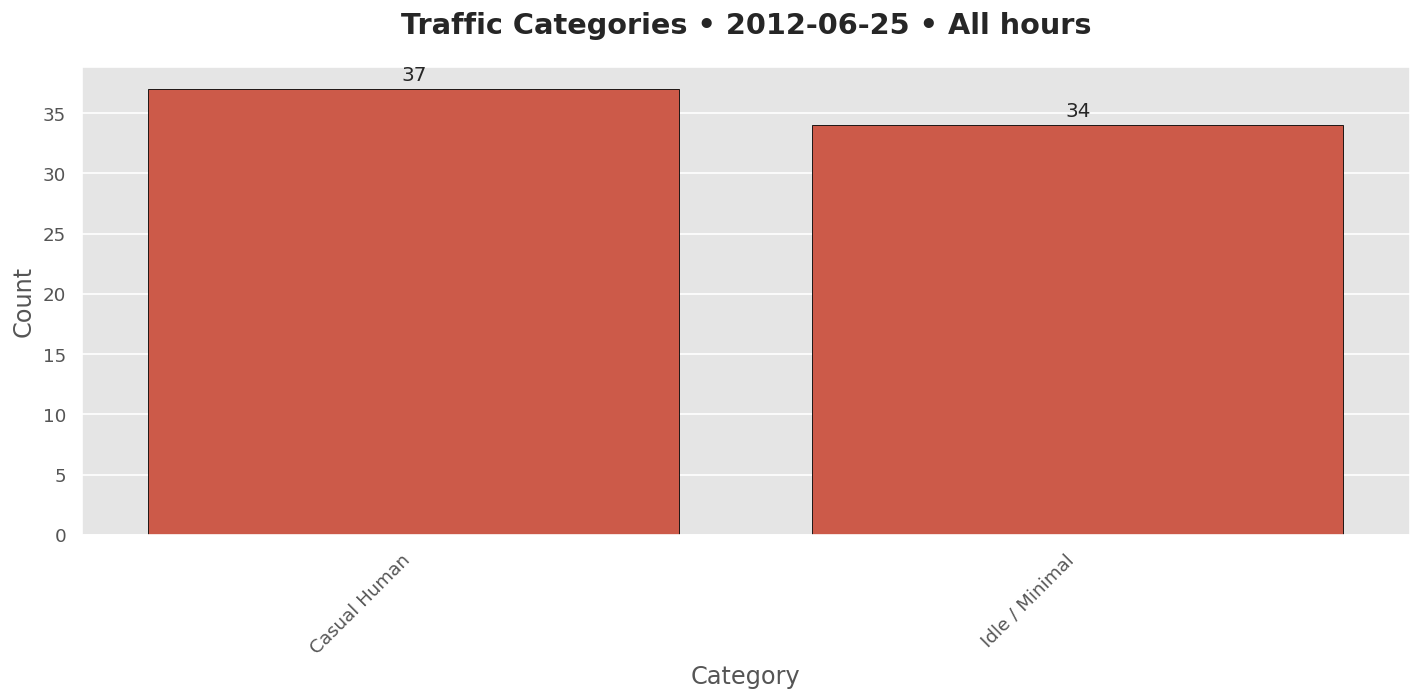 Traffic Categories • 2012-06-25 • All hours
37
34
35
30
25
20
15
10
5
0
Count
Casual Human
Idle / Minimal
Category